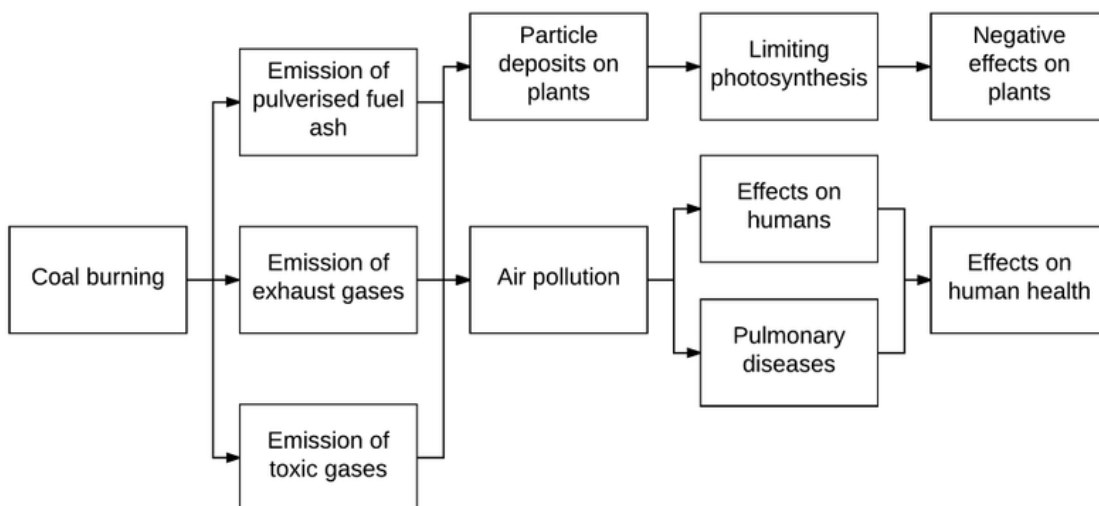 Coal burning
Emission of
pulverised fuel
ash
Emission of
exhaust gases
Emission of
toxic gases
Particle
deposits on
plants
Limiting
photosynthesis
Negative
effects on
plants
Air pollution
Effects on
humans
Pulmonary
diseases
Effects on
human health